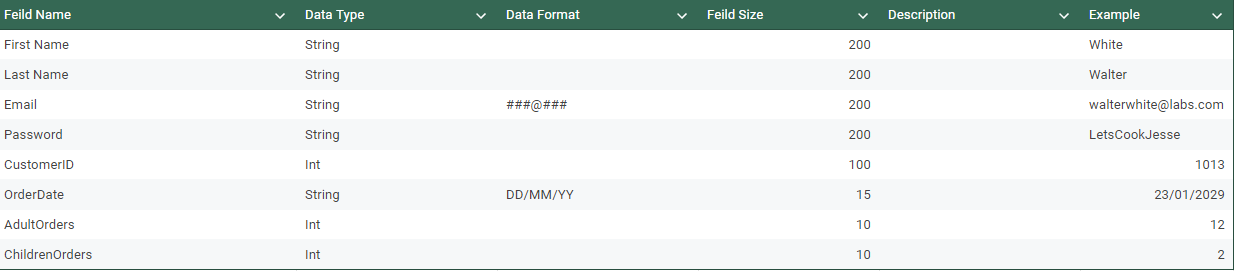 Feild Name Data Type Data Format Feild Size Description Example
First Name String 200 White
Last Name String 200 Walter
Email String ###@### 200 walterwhite@labs.com
Password String 200 LetsCookJesse
CustomerID Int 100 1013
OrderDate String DD/MM/YY 15 23/01/2029
AdultOrders Int 10 12
ChildrenOrders Int 10 2